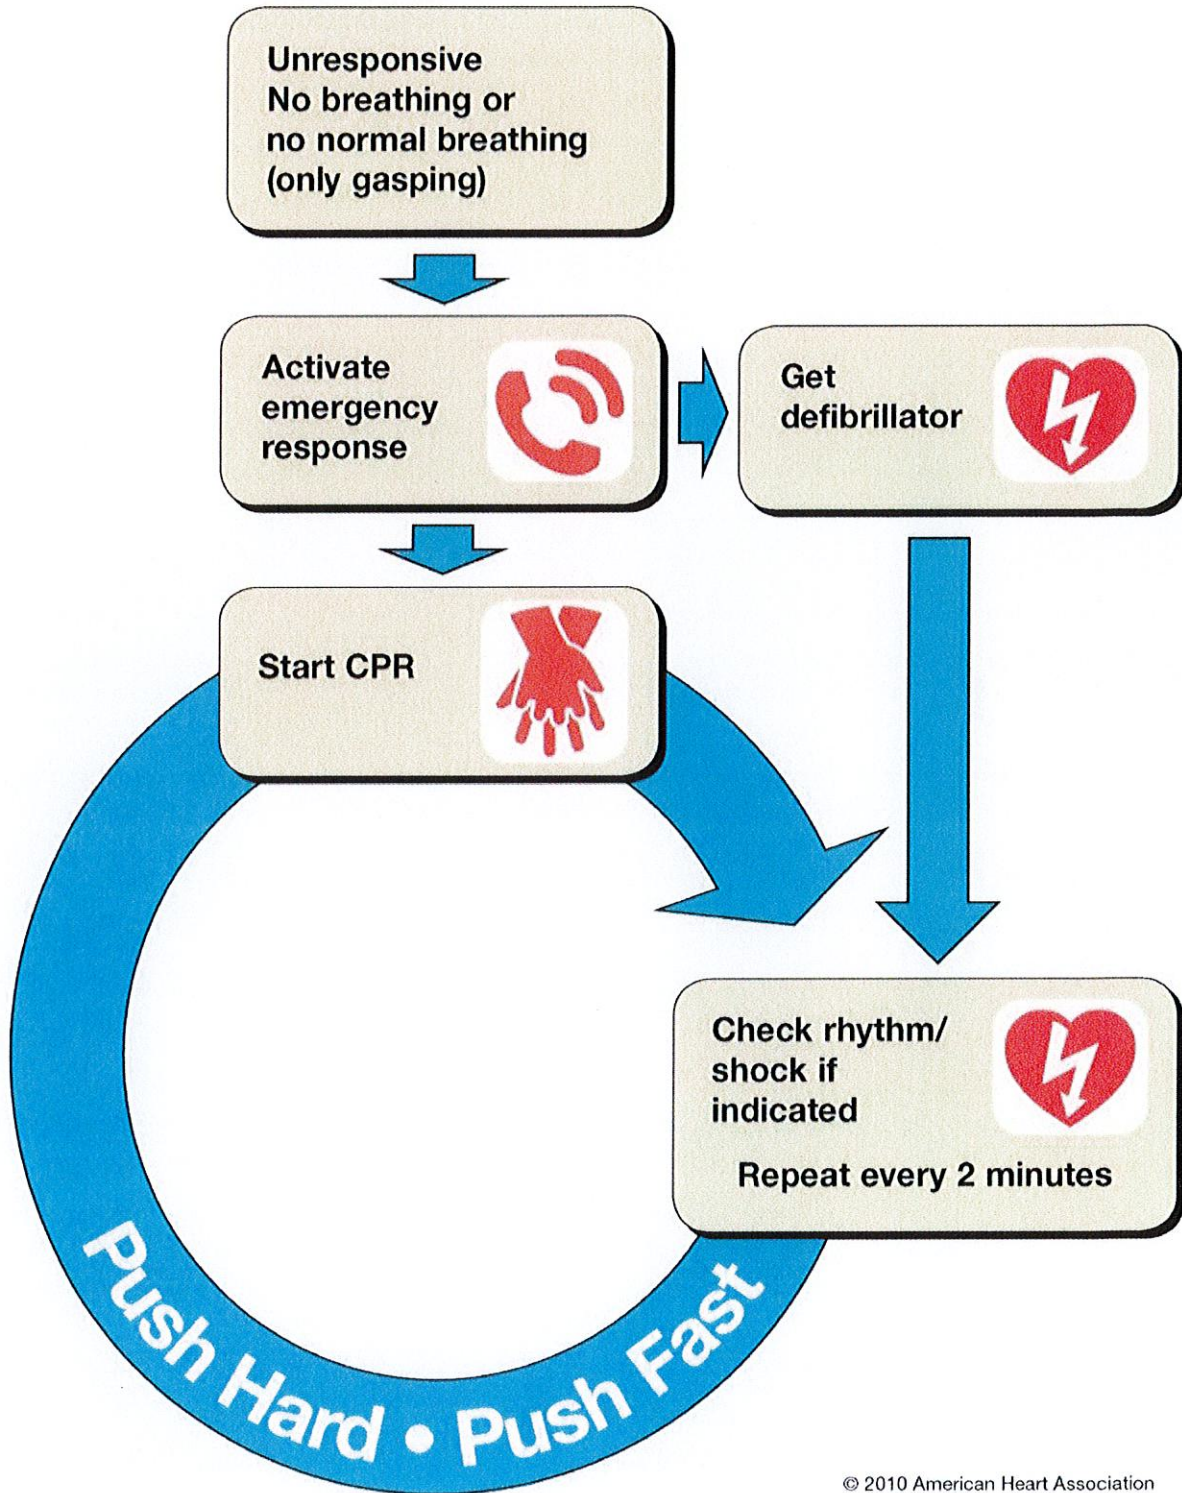 Unresponsive
No breathing or
no normal breathing
(only gasping)
Activate
emergency
response
Get
defibrillator
Start CPR
Check rhythm/
shock if
indicated
Repeat every 2 minutes
Push Hard • Push Fast
© 2010 American Heart Association